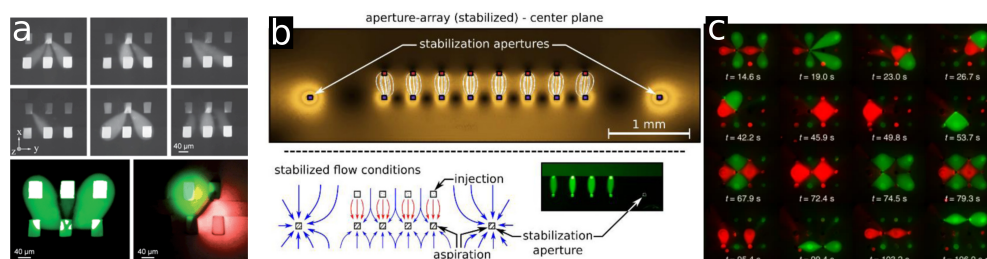 a
x
z y
40 μm
40 μm
40 μm
b
aperture-array (stabilized) - center plane
stabilization apertures
1 mm
stabilized flow conditions
injection
stabilization
aperture
aspiration
c
t = 14.6 s t = 19.0 s t = 23.0 s t = 26.7 s
t = 42.2 s t = 45.9 s t = 49.8 s t = 53.7 s
t = 67.9 s t = 72.4 s t = 74.5 s t = 79.3 s